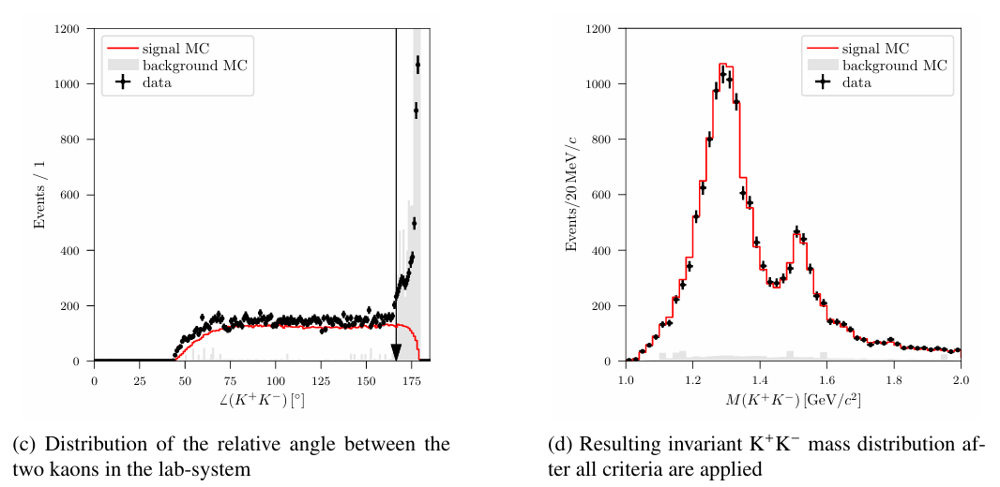 1200
1000
800
600
400
200
0
Events / 1
signal MC
background MC
data
0 25 50 75 100 125 150 175
∠(K⁺K⁻) [°]
(c) Distribution of the relative angle between the
two kaons in the lab-system
1200
1000
800
600
400
200
0
Events/20 MeV/c
signal MC
background MC
data
1.0 1.2 1.4 1.6 1.8 2.0
M(K⁺K⁻) [GeV/c²]
(d) Resulting invariant K⁺K⁻ mass distribution af-
ter all criteria are applied